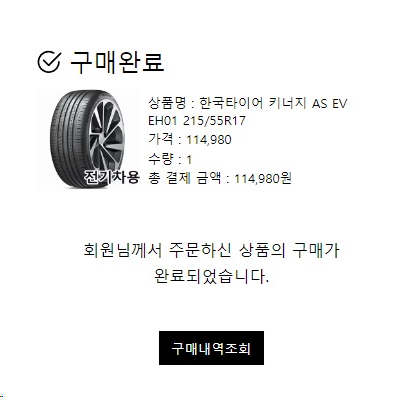 구매완료
상품명 : 한국타이어 키너지 AS EV
EH01 215/55R17
가격 : 114,980
수량 : 1
총 결제 금액 : 114,980원
전기차용
회원님께서 주문하신 상품의 구매가
완료되었습니다.
구매내역조회